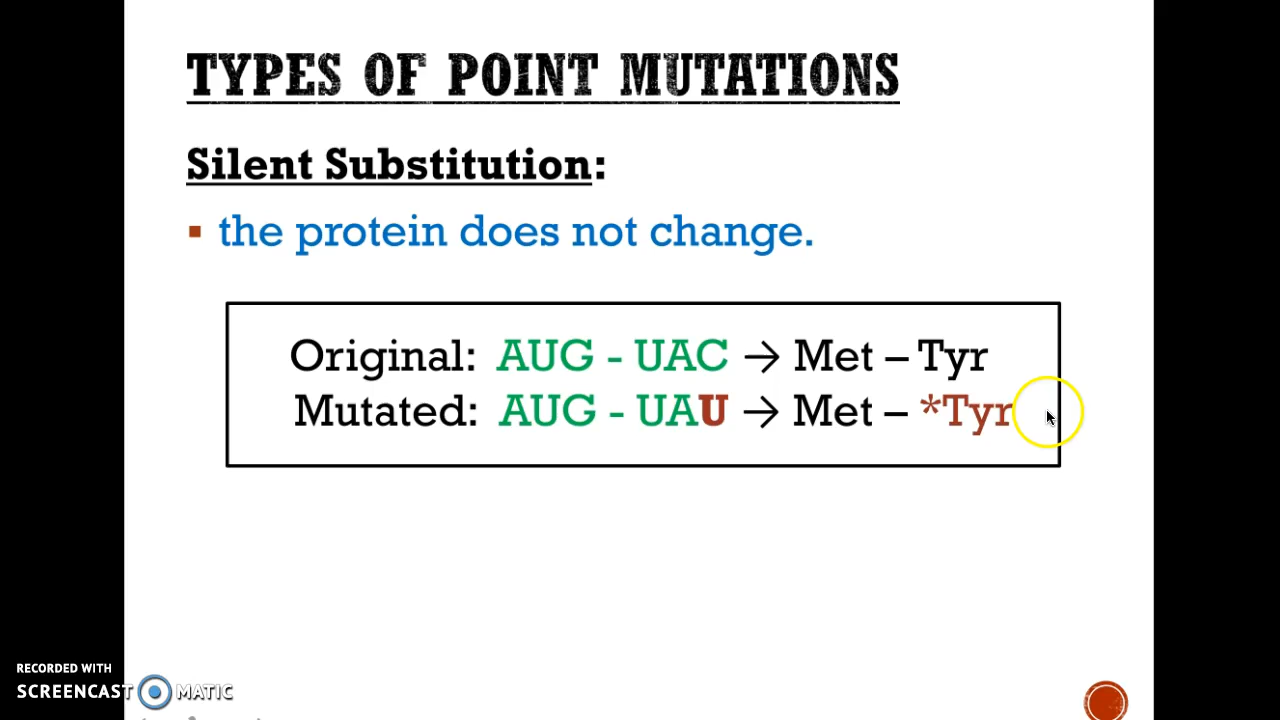 TYPES OF POINT MUTATIONS
Silent Substitution:
▪ the protein does not change.
Original: AUG - UAC → Met – Tyr
Mutated: AUG - UAU → Met – *Tyr
RECORDED WITH
SCREENCAST MATIC